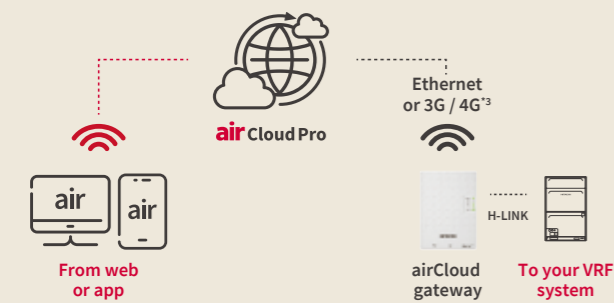 air Cloud Pro
Ethernet
or 3G / 4G*3
air
air
H-LINK
From web
or app
airCloud
gateway
To your VRF
system